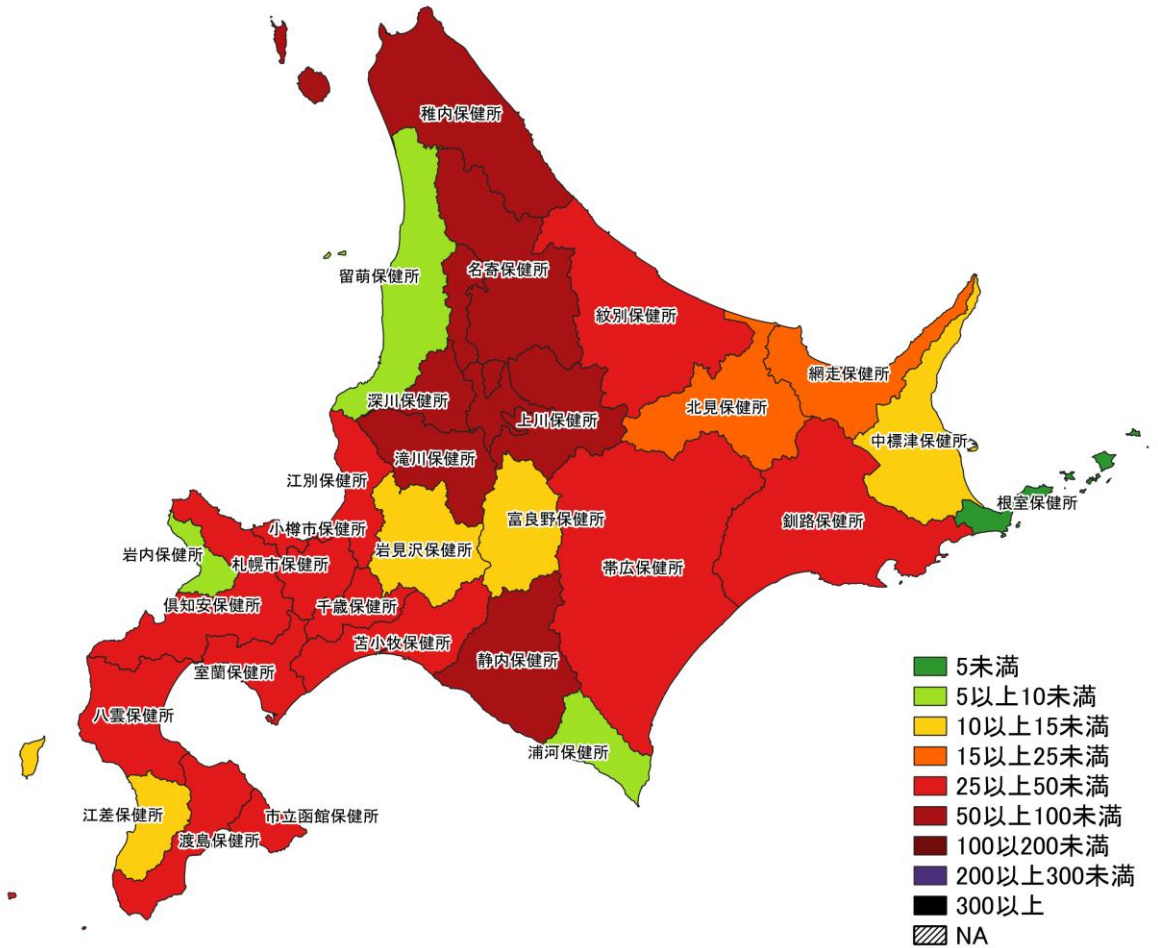 稚内保健所
名寄保健所
留萌保健所
紋別保健所
網走保健所
深川保健所
北見保健所
上川保健所
中標津保健所
滝川保健所
江別保健所
根室保健所
富良野保健所
釧路保健所
小樽市保健所
岩内保健所
岩見沢保健所
札幌市保健所
帯広保健所
倶知安保健所
千歳保健所
苫小牧保健所
静内保健所
室蘭保健所
八雲保健所
浦河保健所
江差保健所
市立函館保健所
渡島保健所
5未満
5以上10未満
10以上15未満
15以上25未満
25以上50未満
50以上100未満
100以200未満
200以上300未満
300以上
NA